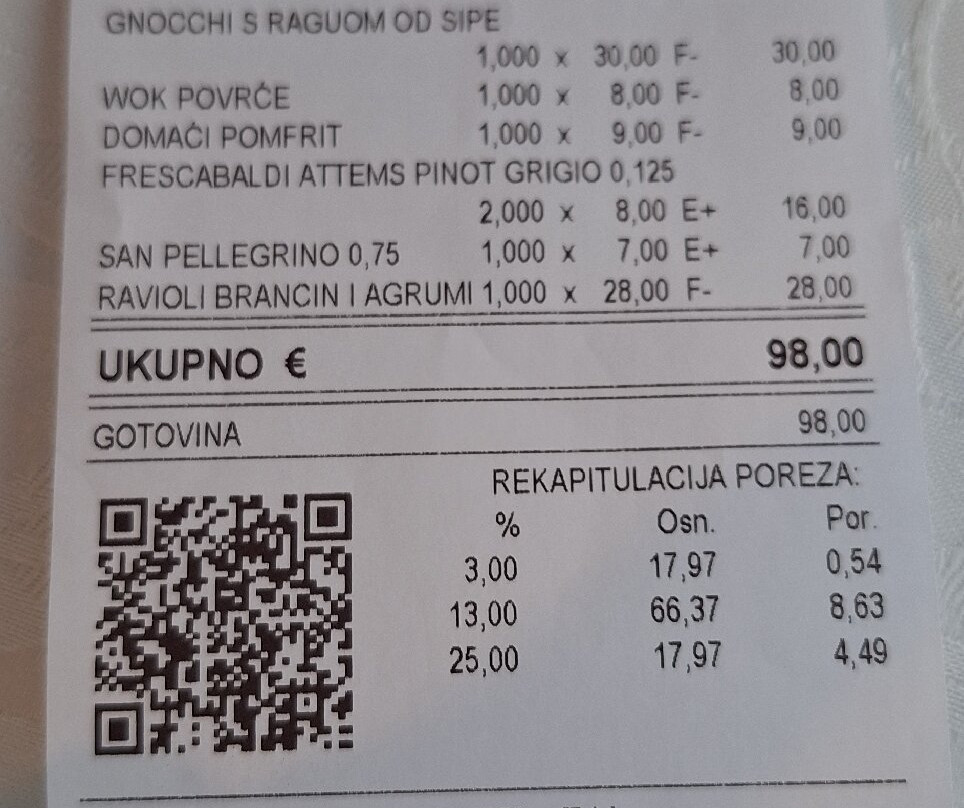 GNOCCHI S RAGUOM OD SIPE
1,000 x 30,00 F- 30,00
WOK POVRČE 1,000 x 8,00 F- 8,00
DOMAĆI POMFRIT 1,000 x 9,00 F- 9,00
FRESCABALDI ATTEMS PINOT GRIGIO 0,125
2,000 x 8,00 E+ 16,00
SAN PELLEGRINO 0,75 1,000 x 7,00 E+ 7,00
RAVIOLI BRANCIN I AGRUMI 1,000 x 28,00 F- 28,00
UKUPNO € 98,00
GOTOVINA 98,00
REKAPITULACIJA POREZA:
% Osn. Por.
3,00 17,97 0,54
13,00 66,37 8,63
25,00 17,97 4,49